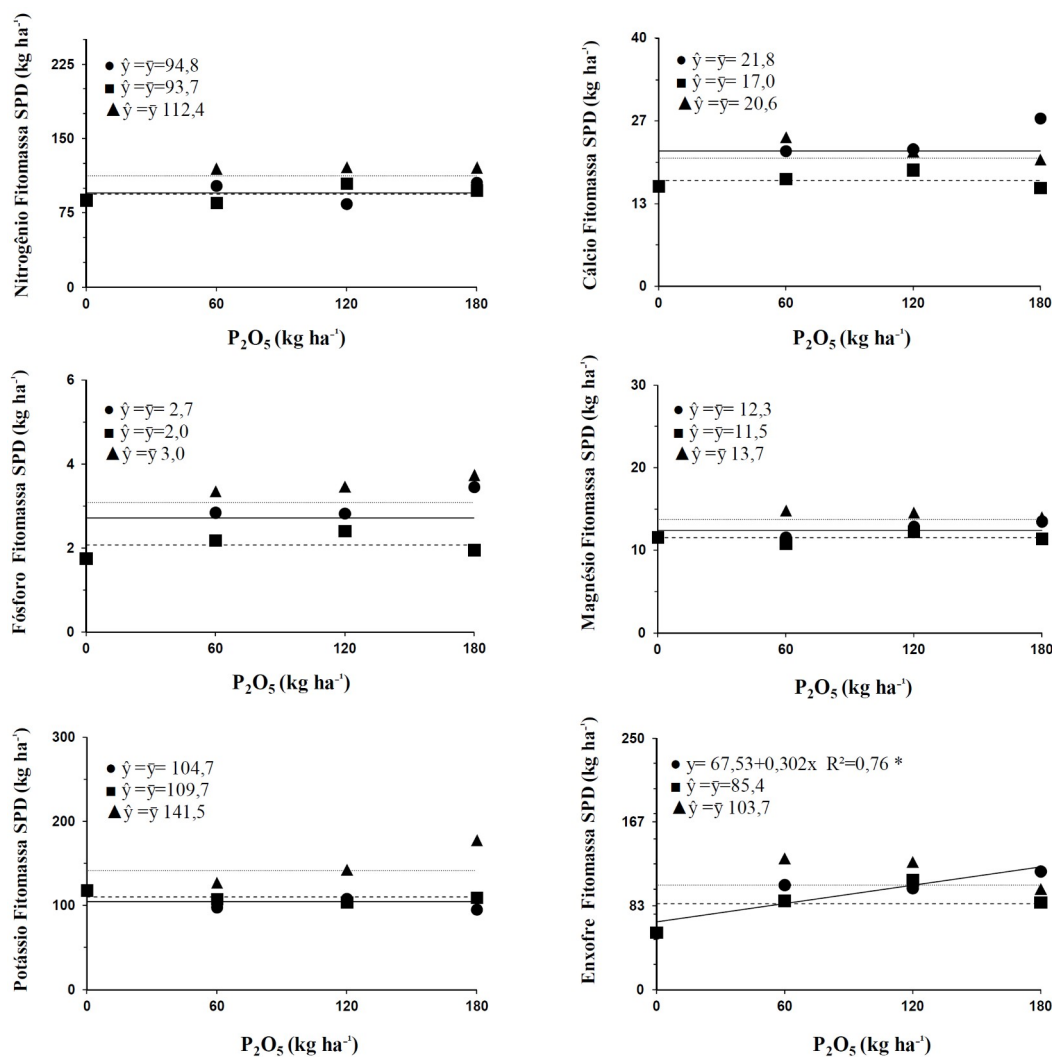 Nitrogênio Fitomassa SPD (kg ha⁻¹)
225
150
75
0
● ŷ =ȳ=94,8
■ ŷ =ȳ=93,7
▲ ŷ =ȳ 112,4
0 60 120 180
P₂O₅ (kg ha⁻¹)
Cálcio Fitomassa SPD (kg ha⁻¹)
40
27
13
0
● ŷ =ȳ= 21,8
■ ŷ =ȳ= 17,0
▲ ŷ =ȳ= 20,6
0 60 120 180
P₂O₅ (kg ha⁻¹)
Fósforo Fitomassa SPD (kg ha⁻¹)
6
4
2
0
● ŷ =ȳ= 2,7
■ ŷ =ȳ=2,0
▲ ŷ =ȳ 3,0
0 60 120 180
P₂O₅ (kg ha⁻¹)
Magnésio Fitomassa SPD (kg ha⁻¹)
30
20
10
0
● ŷ =ȳ= 12,3
■ ŷ =ȳ=11,5
▲ ŷ =ȳ 13,7
0 60 120 180
P₂O₅ (kg ha⁻¹)
Potássio Fitomassa SPD (kg ha⁻¹)
300
200
100
0
● ŷ =ȳ= 104,7
■ ŷ =ȳ=109,7
▲ ŷ =ȳ 141,5
0 60 120 180
P₂O₅ (kg ha⁻¹)
Enxofre Fitomassa SPD (kg ha⁻¹)
250
167
83
0
● y= 67,53+0,302x R²=0,76 *
■ ŷ =ȳ=85,4
▲ ŷ =ȳ 103,7
0 60 120 180
P₂O₅ (kg ha⁻¹)